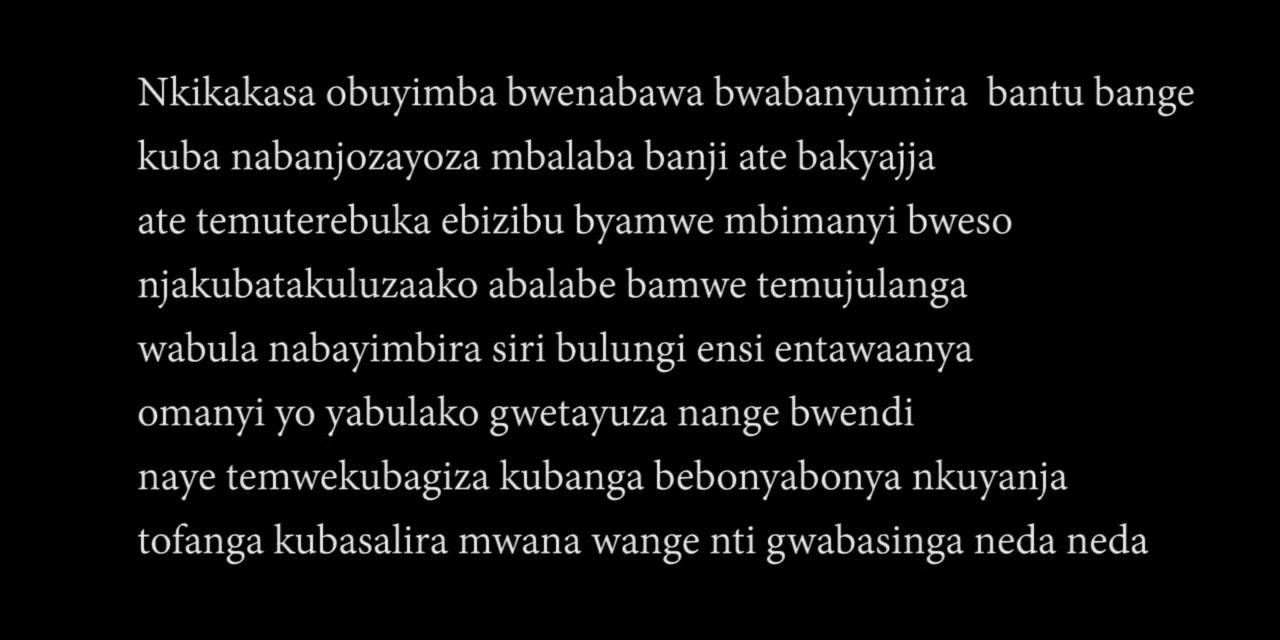 Nkikakasa obuyimba bwenabawa bwabanyumira bantu bange
kuba nabanjozayoza mbalaba banji ate bakyajja
ate temuterebuka ebizibu byamwe mbimanyi bweso
njakubatakuluzaako abalabe bamwe temujulanga
wabula nabayimbira siri bulungi ensi entawaanya
omanyi yo yabulako gwetayuza nange bwendi
naye temwekubagiza kubanga bebonyabonya nkuyanja
tofanga kubasalira mwana wange nti gwabasinga neda neda